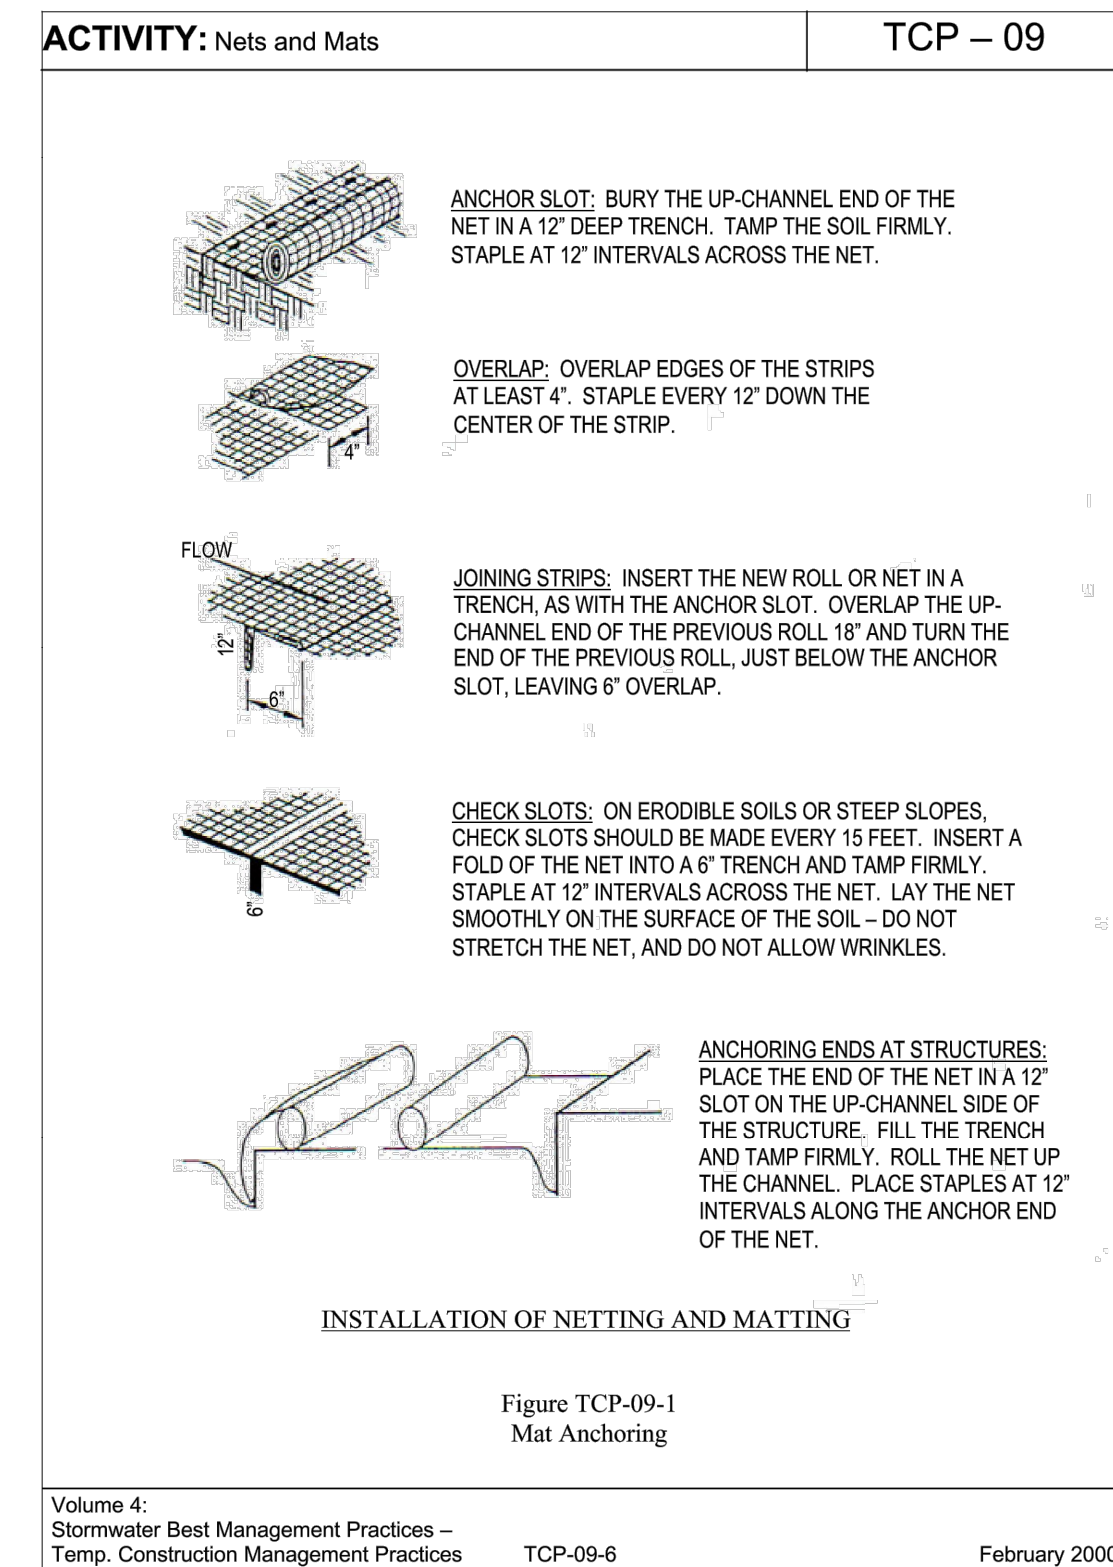 ACTIVITY: Nets and Mats
TCP – 09
ANCHOR SLOT: BURY THE UP-CHANNEL END OF THE
NET IN A 12" DEEP TRENCH. TAMP THE SOIL FIRMLY.
STAPLE AT 12" INTERVALS ACROSS THE NET.
OVERLAP: OVERLAP EDGES OF THE STRIPS
AT LEAST 4". STAPLE EVERY 12" DOWN THE
CENTER OF THE STRIP.
4"
FLOW
12"
6"
JOINING STRIPS: INSERT THE NEW ROLL OR NET IN A
TRENCH, AS WITH THE ANCHOR SLOT. OVERLAP THE UP-
CHANNEL END OF THE PREVIOUS ROLL 18" AND TURN THE
END OF THE PREVIOUS ROLL, JUST BELOW THE ANCHOR
SLOT, LEAVING 6" OVERLAP.
6"
CHECK SLOTS: ON ERODIBLE SOILS OR STEEP SLOPES,
CHECK SLOTS SHOULD BE MADE EVERY 15 FEET. INSERT A
FOLD OF THE NET INTO A 6" TRENCH AND TAMP FIRMLY.
STAPLE AT 12" INTERVALS ACROSS THE NET. LAY THE NET
SMOOTHLY ON THE SURFACE OF THE SOIL – DO NOT
STRETCH THE NET, AND DO NOT ALLOW WRINKLES.
ANCHORING ENDS AT STRUCTURES:
PLACE THE END OF THE NET IN A 12"
SLOT ON THE UP-CHANNEL SIDE OF
THE STRUCTURE. FILL THE TRENCH
AND TAMP FIRMLY. ROLL THE NET UP
THE CHANNEL. PLACE STAPLES AT 12"
INTERVALS ALONG THE ANCHOR END
OF THE NET.
INSTALLATION OF NETTING AND MATTING
Figure TCP-09-1
Mat Anchoring
Volume 4:
Stormwater Best Management Practices –
Temp. Construction Management Practices
TCP-09-6
February 2000